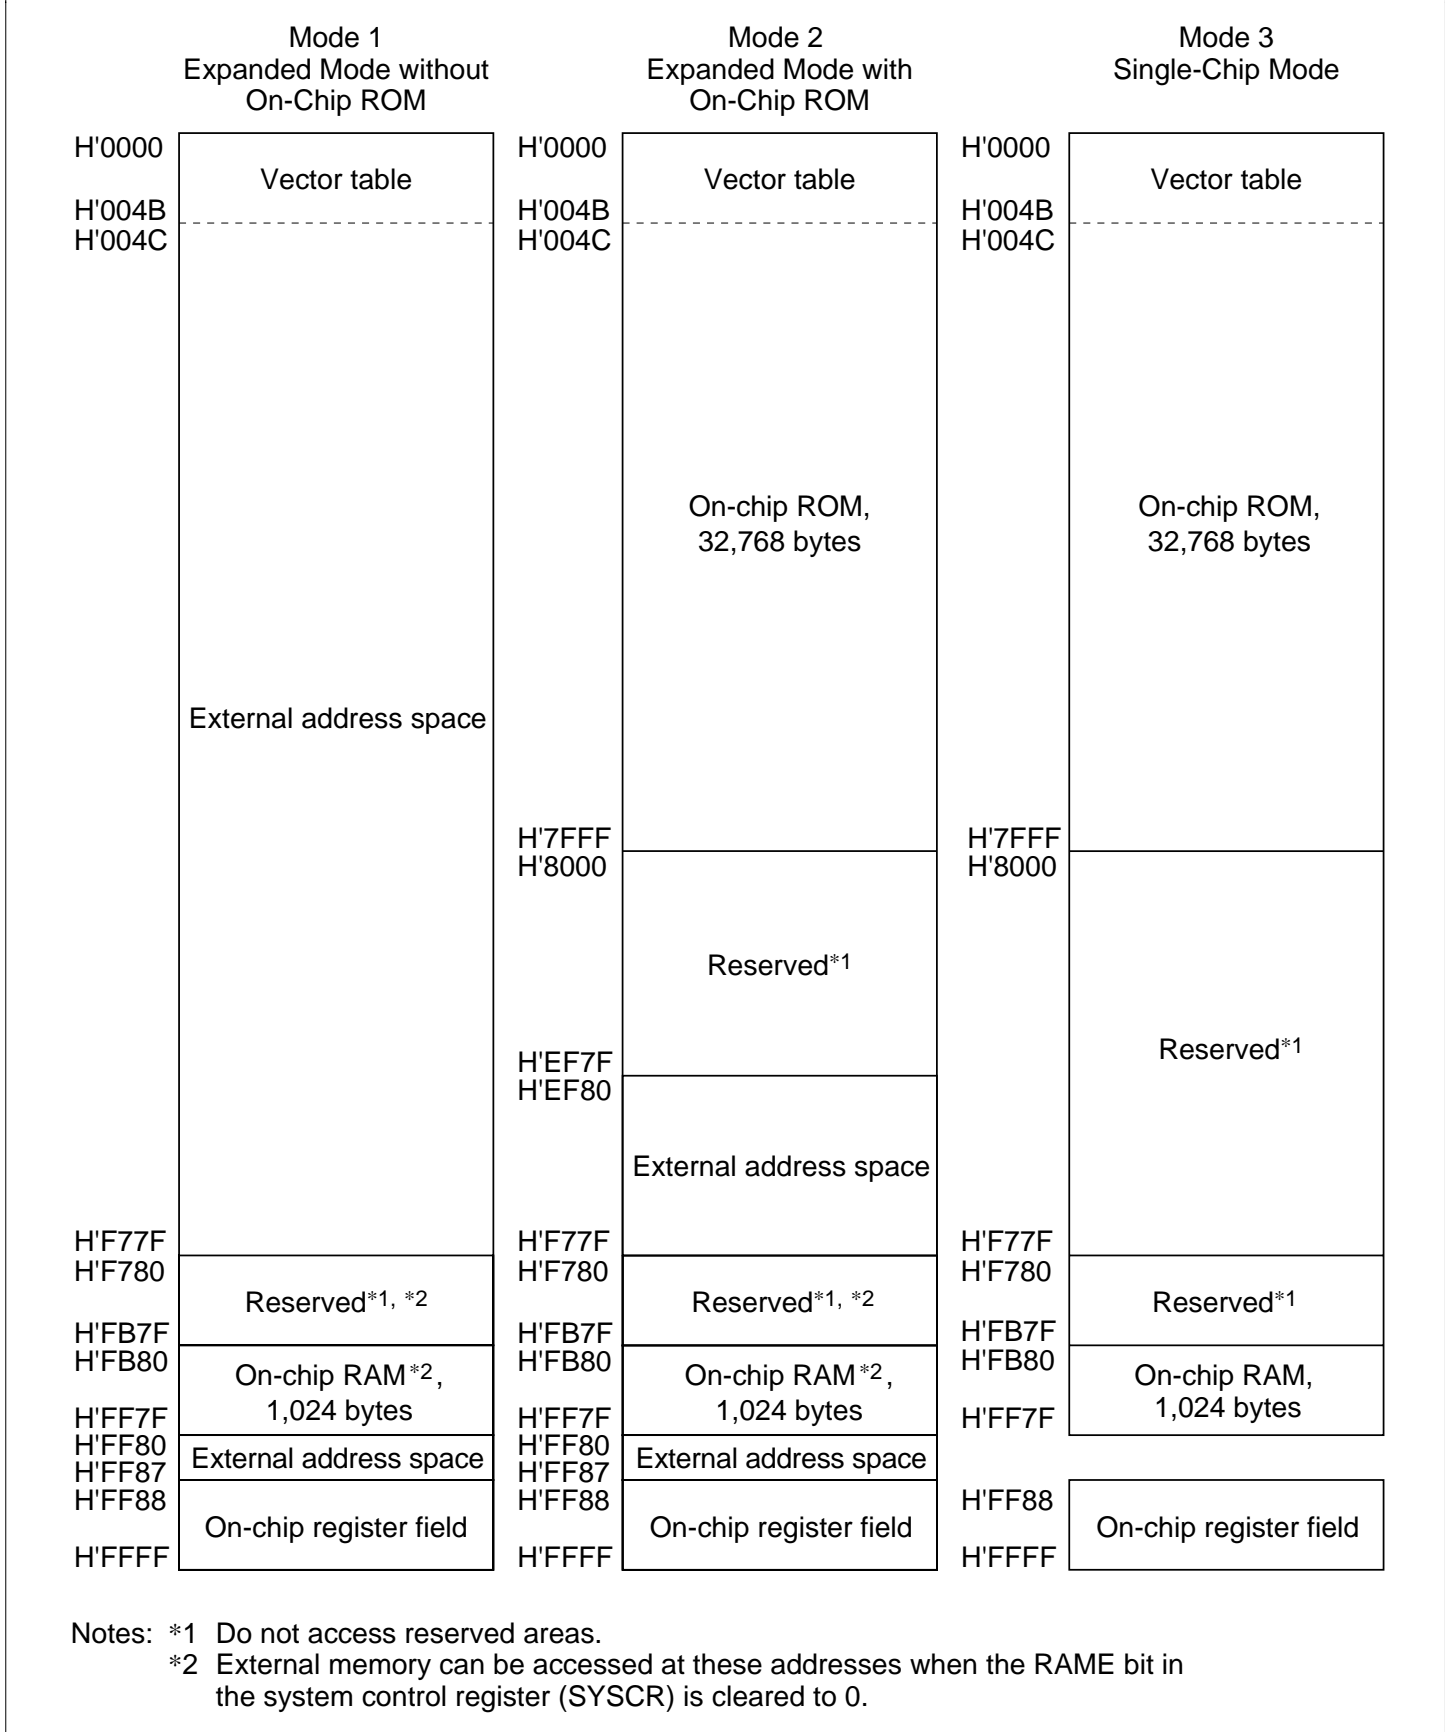 Mode 1
Expanded Mode without
On-Chip ROM
H'0000
Vector table
H'004B
H'004C
External address space
H'F77F
H'F780
Reserved*1, *2
H'FB7F
H'FB80
On-chip RAM*2,
1,024 bytes
H'FF7F
H'FF80
External address space
H'FF87
H'FF88
On-chip register field
H'FFFF
Mode 2
Expanded Mode with
On-Chip ROM
H'0000
Vector table
H'004B
H'004C
On-chip ROM,
32,768 bytes
H'7FFF
H'8000
Reserved*1
H'EF7F
H'EF80
External address space
H'F77F
H'F780
Reserved*1, *2
H'FB7F
H'FB80
On-chip RAM*2,
1,024 bytes
H'FF7F
H'FF80
External address space
H'FF87
H'FF88
On-chip register field
H'FFFF
Mode 3
Single-Chip Mode
H'0000
Vector table
H'004B
H'004C
On-chip ROM,
32,768 bytes
H'7FFF
H'8000
Reserved*1
H'F77F
H'F780
Reserved*1
H'FB7F
H'FB80
On-chip RAM,
1,024 bytes
H'FF7F
H'FF88
On-chip register field
H'FFFF
Notes: *1 Do not access reserved areas.
*2 External memory can be accessed at these addresses when the RAME bit in
the system control register (SYSCR) is cleared to 0.